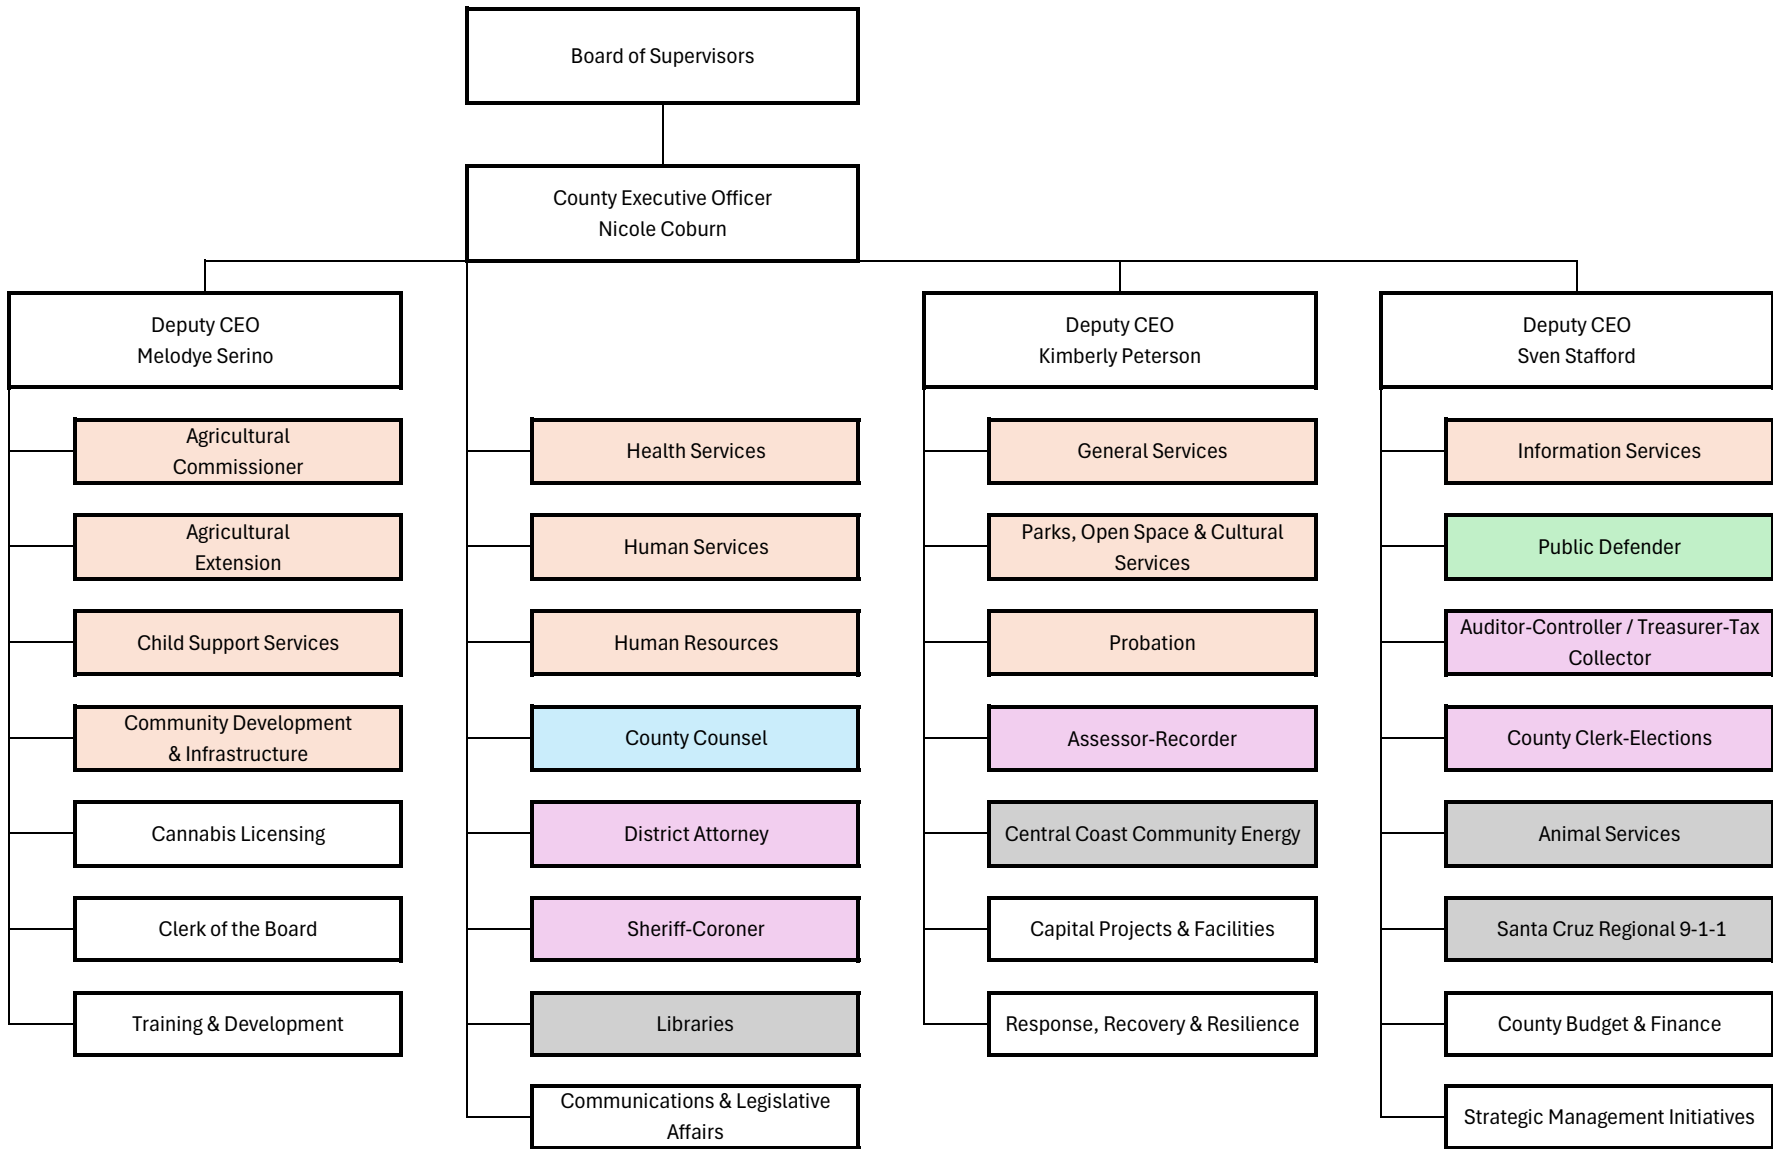 Board of Supervisors
County Executive Officer
Nicole Coburn
Deputy CEO
Melodye Serino
Agricultural
Commissioner
Agricultural
Extension
Child Support Services
Community Development
& Infrastructure
Cannabis Licensing
Clerk of the Board
Training & Development
Health Services
Human Services
Human Resources
County Counsel
District Attorney
Sheriff-Coroner
Libraries
Communications & Legislative
Affairs
Deputy CEO
Kimberly Peterson
General Services
Parks, Open Space & Cultural
Services
Probation
Assessor-Recorder
Central Coast Community Energy
Capital Projects & Facilities
Response, Recovery & Resilience
Deputy CEO
Sven Stafford
Information Services
Public Defender
Auditor-Controller / Treasurer-Tax
Collector
County Clerk-Elections
Animal Services
Santa Cruz Regional 9-1-1
County Budget & Finance
Strategic Management Initiatives